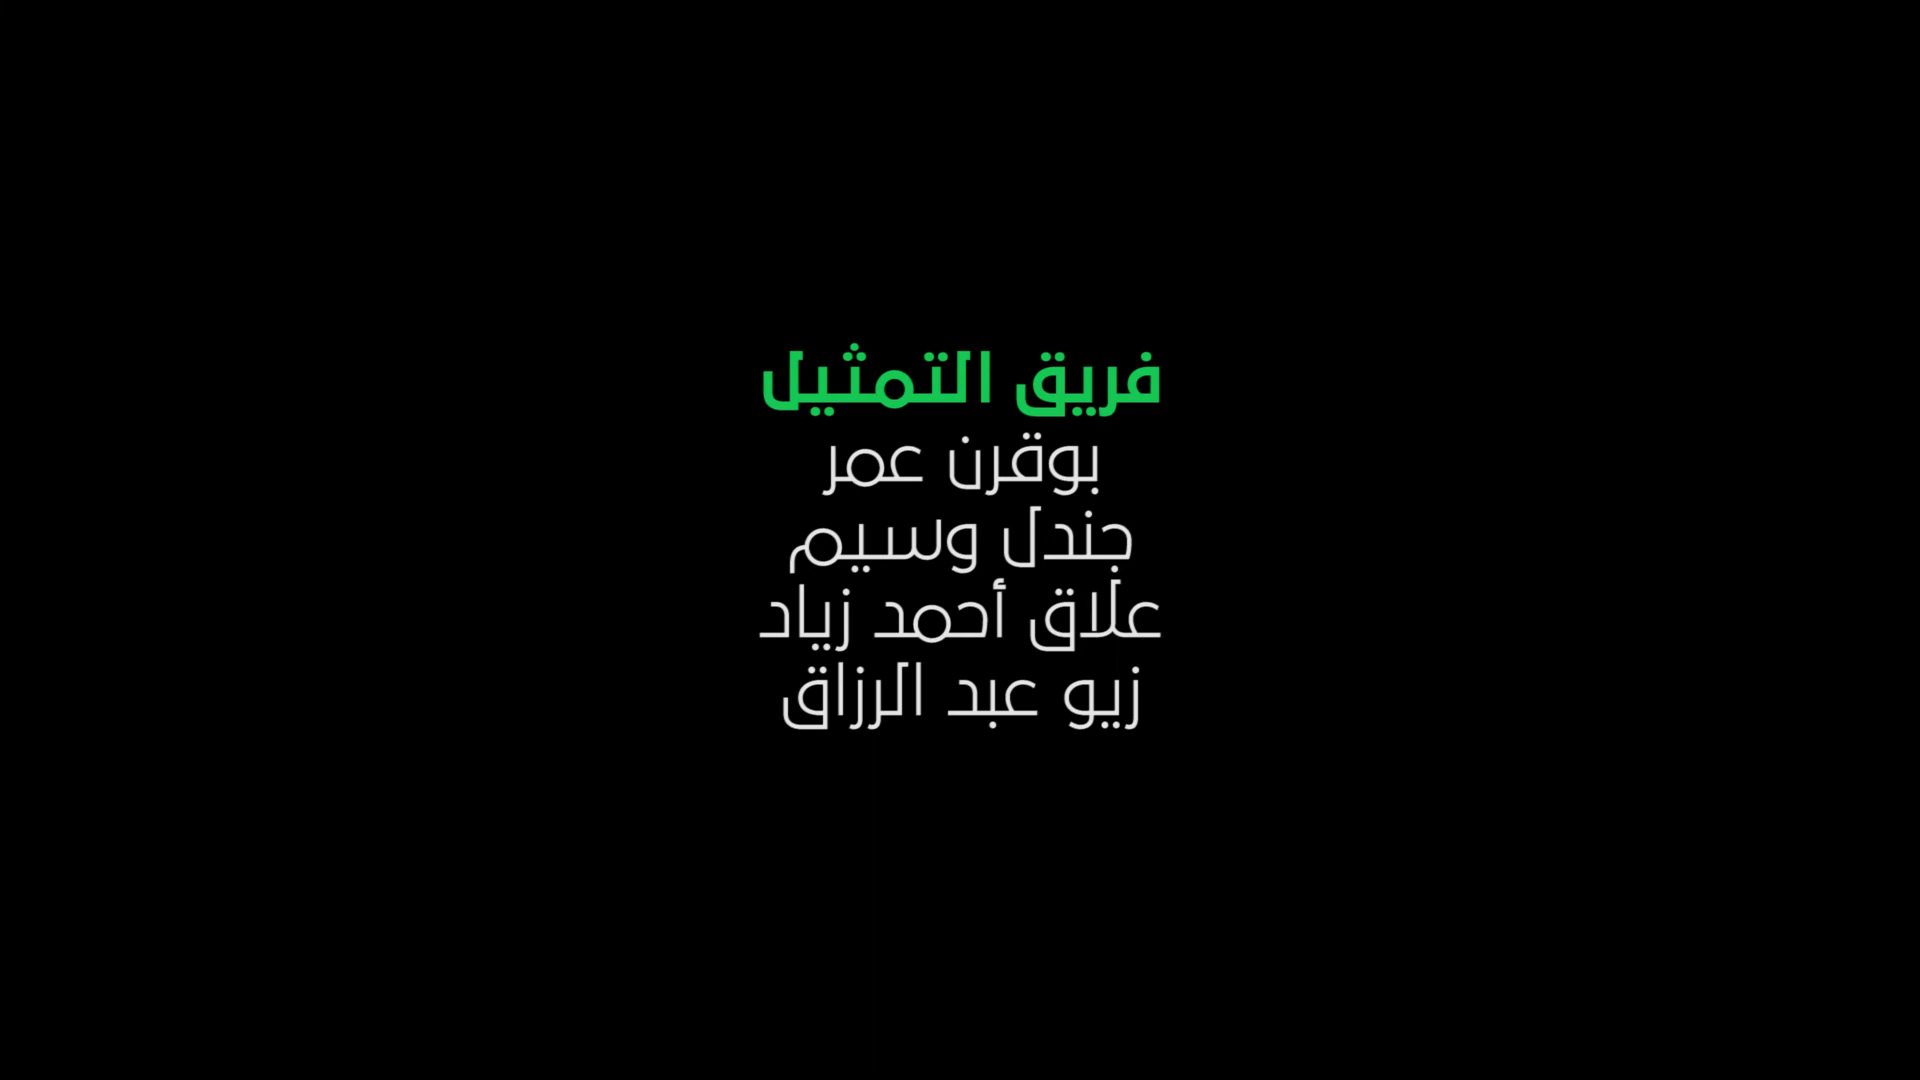 فريق التمثيل
بوقرن عمر
جندل وسيم
علاق أحمد زياد
زيو عبد الرزاق